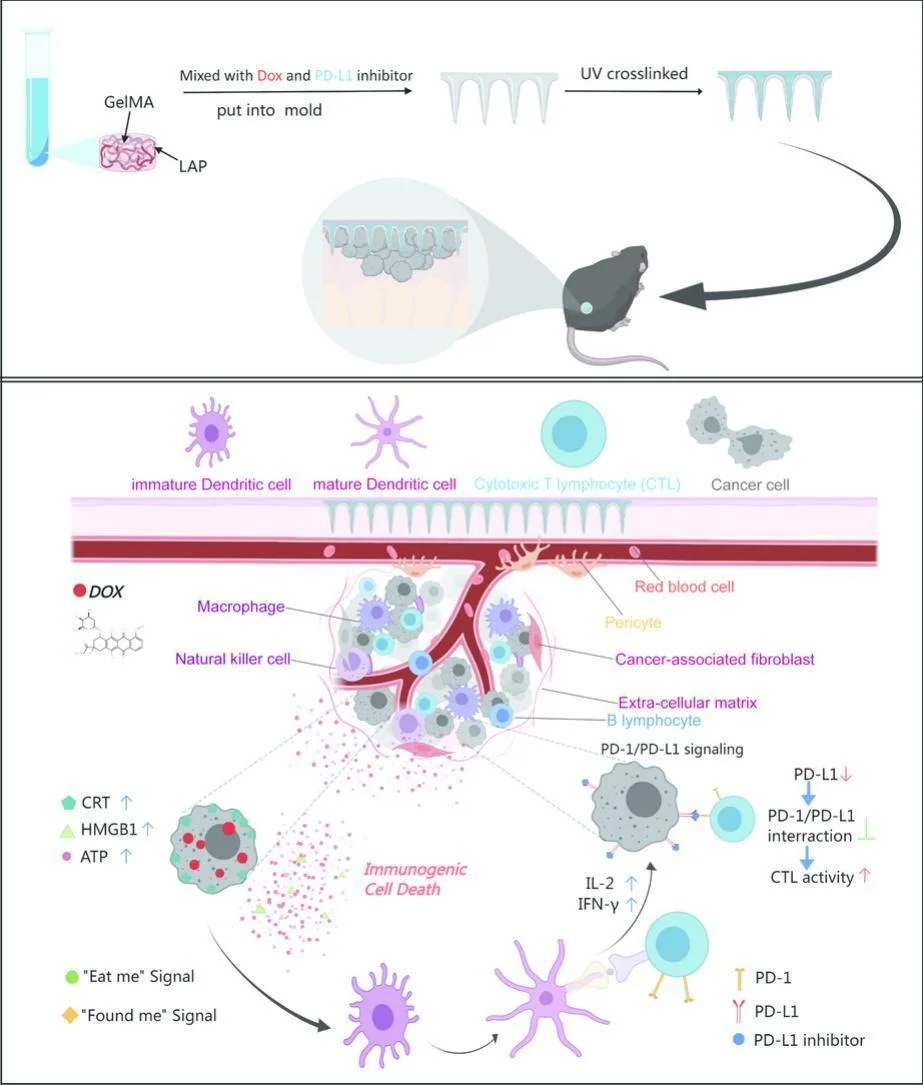 Mixed with Dox and PD-L1 inhibitor
put into mold
UV crosslinked
GelMA
LAP
immature Dendritic cell
mature Dendritic cell
Cytotoxic T lymphocyte (CTL)
Cancer cell
DOX
Red blood cell
Macrophage
Pericyte
Natural killer cell
Cancer-associated fibroblast
Extra-cellular matrix
B lymphocyte
PD-1/PD-L1 signaling
CRT ↑
HMGB1 ↑
ATP ↑
Immunogenic
Cell Death
PD-L1 ↓
PD-1/PD-L1
interraction ⊥
CTL activity ↑
IL-2 ↑
IFN-γ ↑
"Eat me" Signal
"Found me" Signal
PD-1
PD-L1
PD-L1 inhibitor